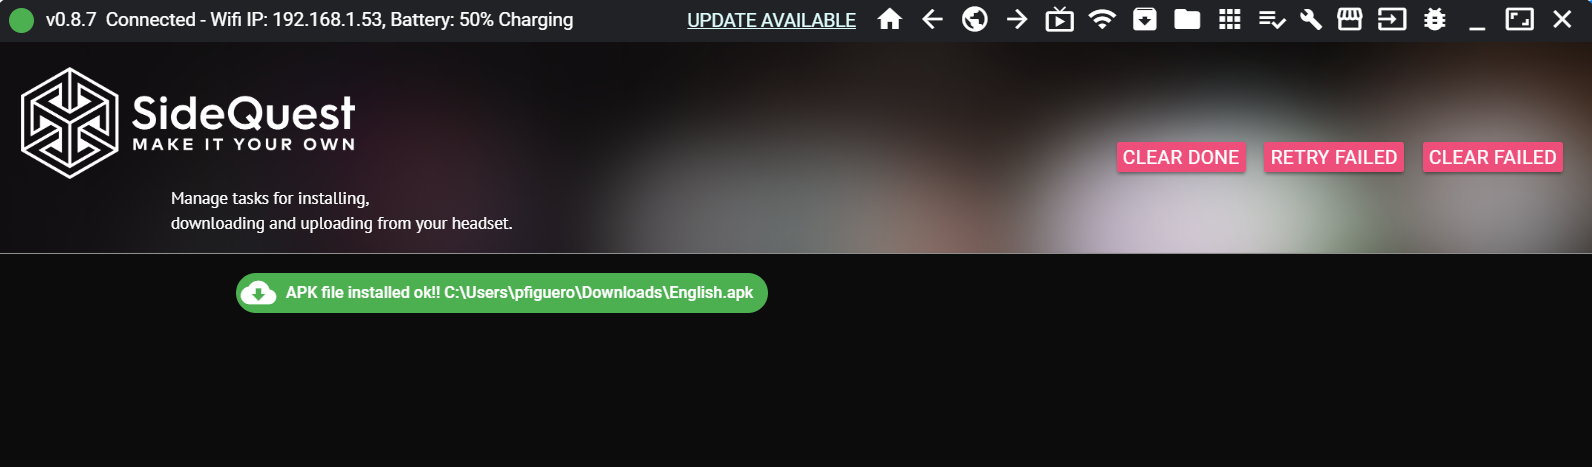 v0.8.7 Connected - Wifi IP: 192.168.1.53, Battery: 50% Charging
UPDATE AVAILABLE
SideQuest
MAKE IT YOUR OWN
CLEAR DONE
RETRY FAILED
CLEAR FAILED
Manage tasks for installing,
downloading and uploading from your headset.
APK file installed ok!! C:\Users\pfiguero\Downloads\English.apk